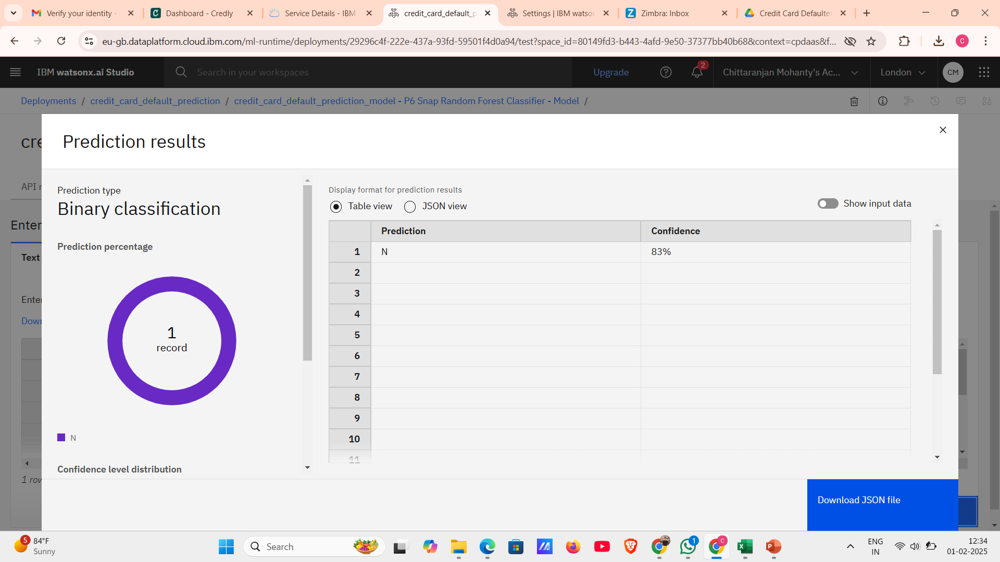 Verify your identity -
Dashboard - Credly
Service Details - IBM
credit_card_default_p
Settings | IBM watson
Zimbra: Inbox
Credit Card Defaulter
eu-gb.dataplatform.cloud.ibm.com/ml-runtime/deployments/29296c4f-222e-437a-93fd-59501f4d0a94/test?space_id=80149fd3-b443-4afd-9e50-37377bb40b68&context=cpdaas&f...
C
IBM watsonx.ai Studio
Search in your workspaces
Upgrade
2
Chittaranjan Mohanty's Ac...
London
CM
Deployments / credit_card_default_prediction / credit_card_default_prediction_model - P6 Snap Random Forest Classifier - Model /
cre
Prediction results
API r
Enter
Text
Enter
Dow
1 row
Prediction type
Binary classification
Prediction percentage
1
record
N
Confidence level distribution
Display format for prediction results
Table view
JSON view
Show input data
Prediction Confidence
1 N 83%
2
3
4
5
6
7
8
9
10
11
Download JSON file
5
84°F
Sunny
Search
1
C
ENG
IN
12:34
01-02-2025